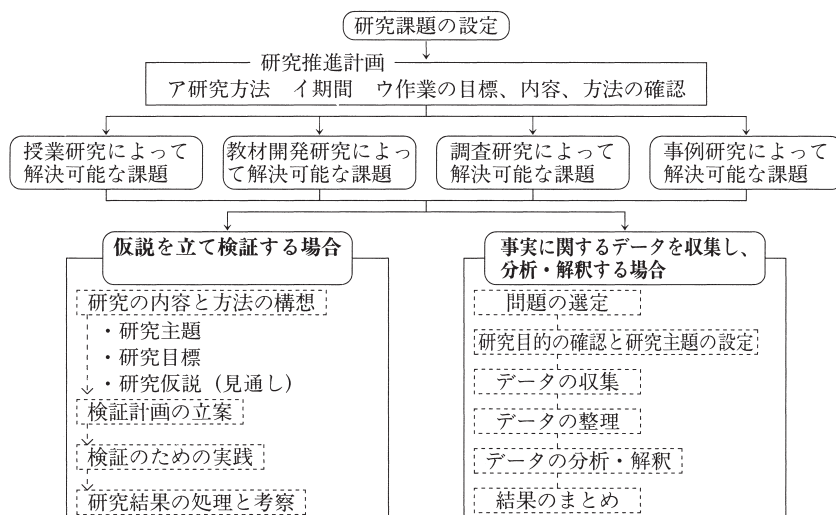 研究課題の設定
研究推進計画
ア研究方法　イ期間　ウ作業の目標、内容、方法の確認
授業研究によって
解決可能な課題
教材開発研究によっ
て解決可能な課題
調査研究によって
解決可能な課題
事例研究によって
解決可能な課題
仮説を立て検証する場合
研究の内容と方法の構想
・研究主題
・研究目標
・研究仮説（見通し）
検証計画の立案
検証のための実践
研究結果の処理と考察
事実に関するデータを収集し、
分析・解釈する場合
問題の選定
研究目的の確認と研究主題の設定
データの収集
データの整理
データの分析・解釈
結果のまとめ